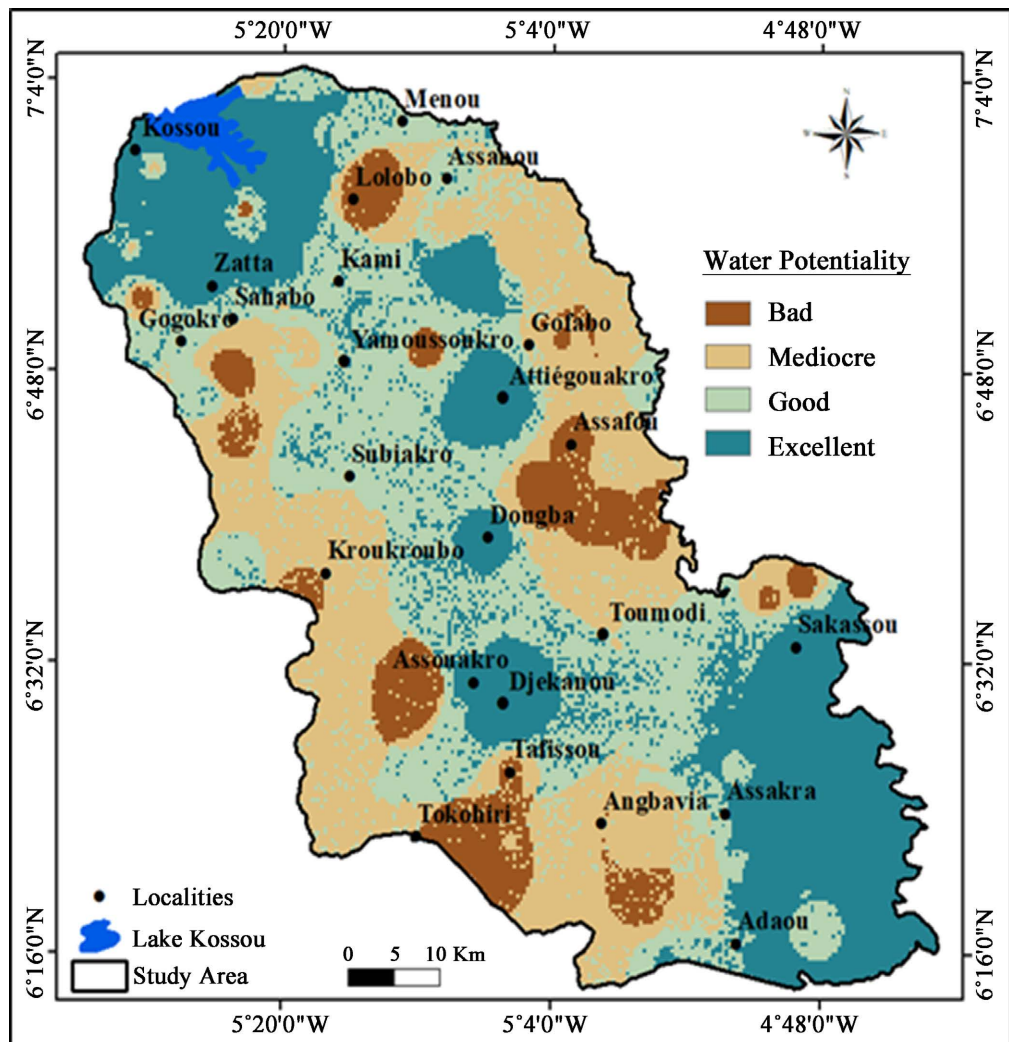 5°20'0"W 5°4'0"W 4°48'0"W
7°4'0"N
7°4'0"N
Menou
Kossou
N
W E
S
Assanou
Lolobo
Kami
Zatta
Water Potentiality
Sahabo
Bad
Gogokro
Gofabo
Yamoussoukro
Mediocre
6°48'0"N
6°48'0"N
Attiégouakro
Good
Assafou
Excellent
Subiakro
Dougba
Kroukroubo
Toumodi
Sakassou
6°32'0"N
6°32'0"N
Assouakro
Djekanou
Tafissou
Angbavia
Assakra
Tokohiri
Localities
Adaou
Lake Kossou
0 5 10 Km
6°16'0"N
6°16'0"N
Study Area
5°20'0"W 5°4'0"W 4°48'0"W